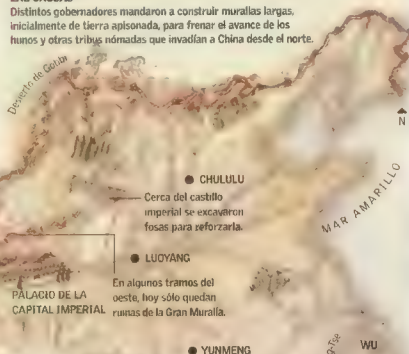 Distintos gobernadores mandaron a construir murallas largas,
inicialmente de tierra apisonada, para frenar el avance de los
hunos y otras tribus nómadas que invadían a China desde el norte.
Desierto de Gobi
N
CHULULU
Cerca del castillo
imperial se excavaron
fosas para reforzarla.
MAR AMARILLO
LUOYANG
PALACIO DE LA
CAPITAL IMPERIAL
En algunos tramos del
oeste, hoy sólo quedan
ruinas de la Gran Muralla.
WU
YUNMENG